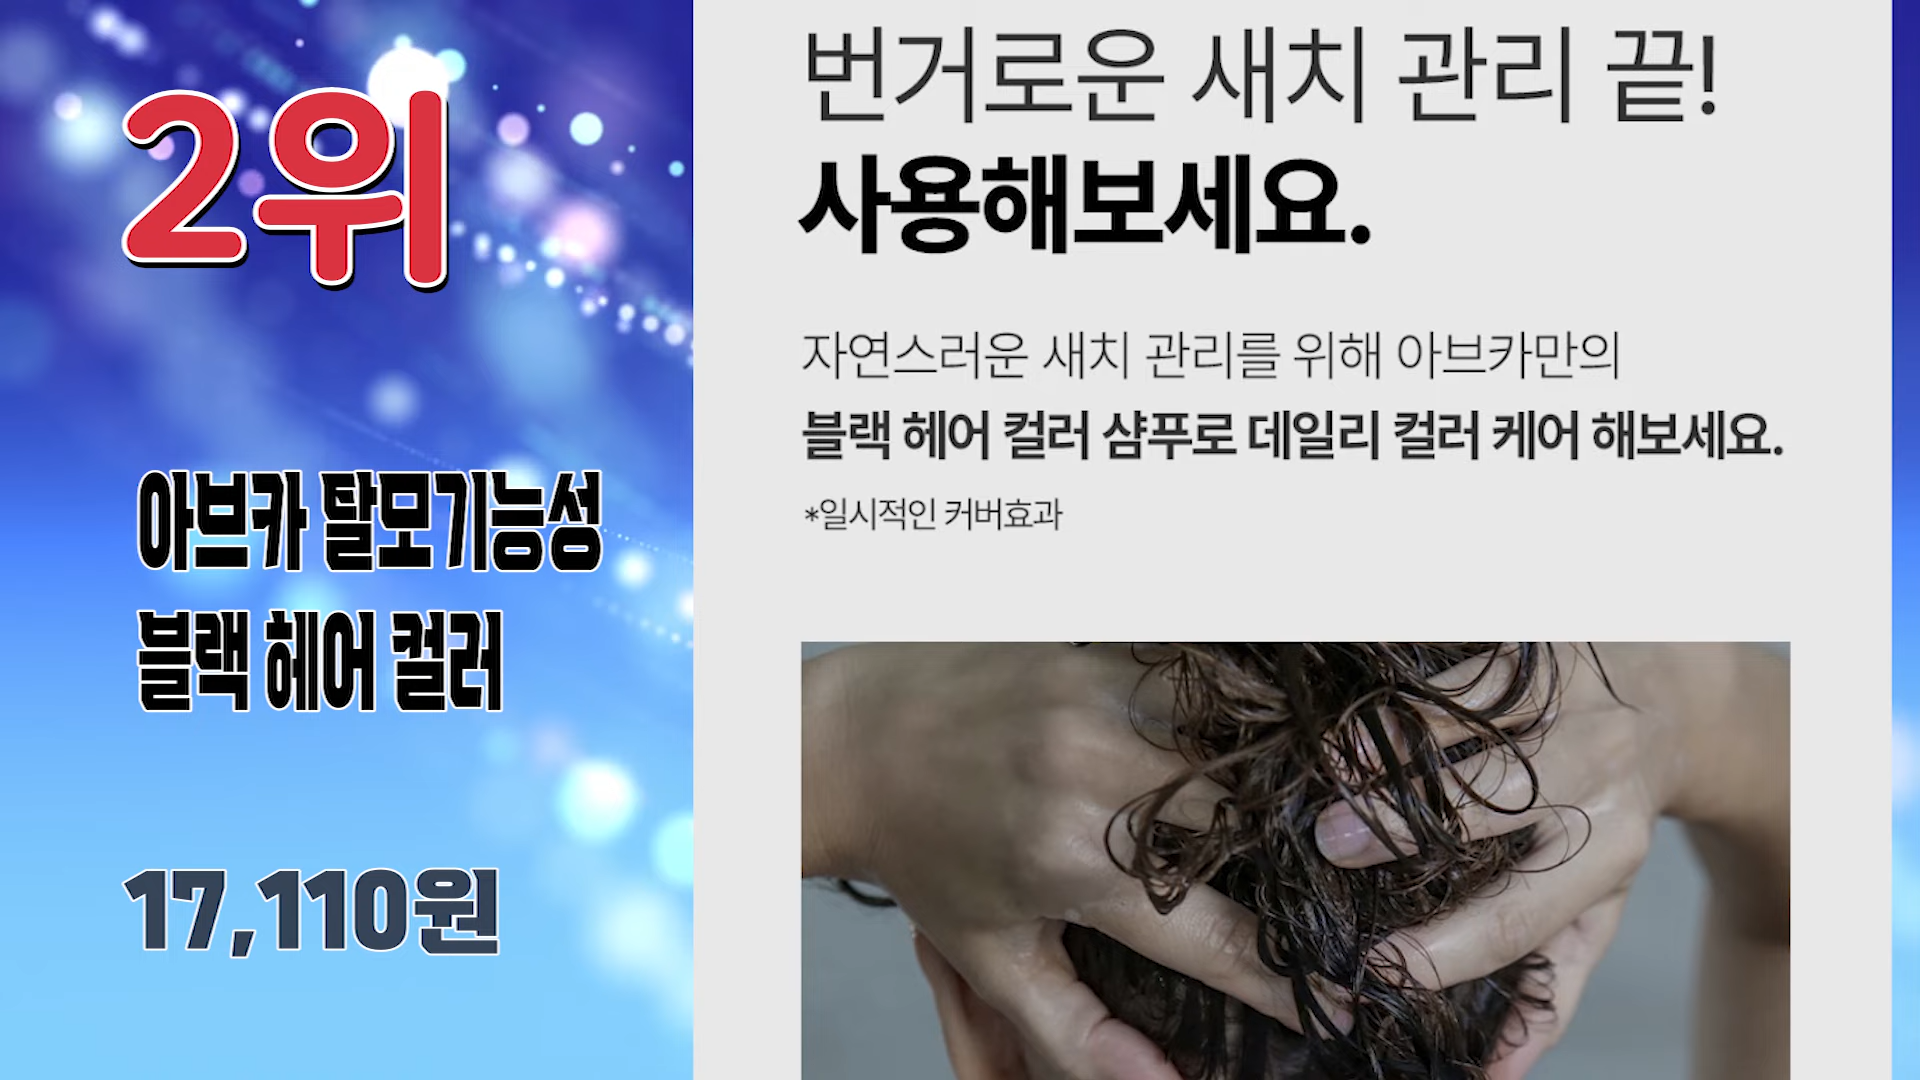 2위
아브카 탈모기능성
블랙 헤어 컬러
17,110원
번거로운 새치 관리 끝!
사용해보세요.
자연스러운 새치 관리를 위해 아브카만의
블랙 헤어 컬러 샴푸로 데일리 컬러 케어 해보세요.
*일시적인 커버효과